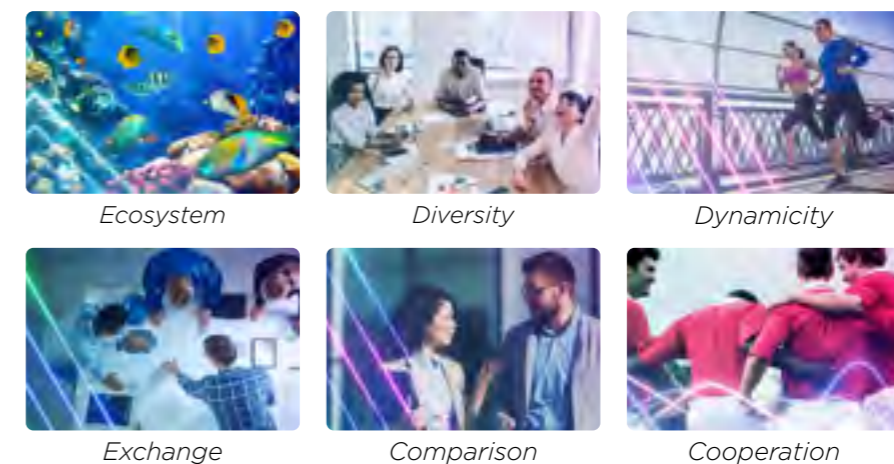 Ecosystem
Diversity
Dynamicity
Exchange
Comparison
Cooperation